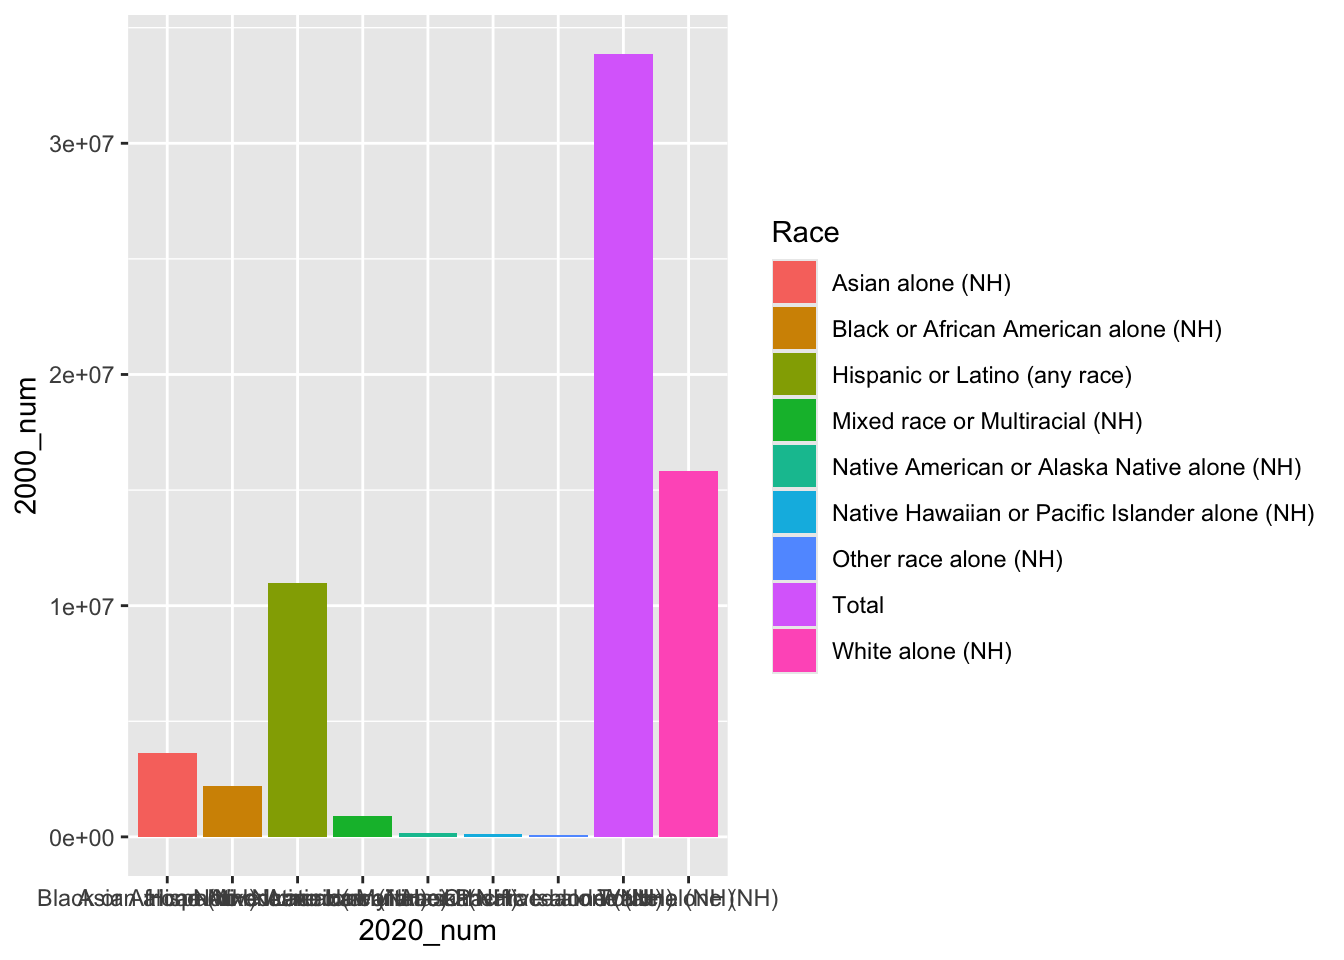 3e+07
2e+07
1e+07
0e+00
2000_num
2020_num
Race
Asian alone (NH)
Black or African American alone (NH)
Hispanic or Latino (any race)
Mixed race or Multiracial (NH)
Native American or Alaska Native alone (NH)
Native Hawaiian or Pacific Islander alone (NH)
Other race alone (NH)
Total
White alone (NH)